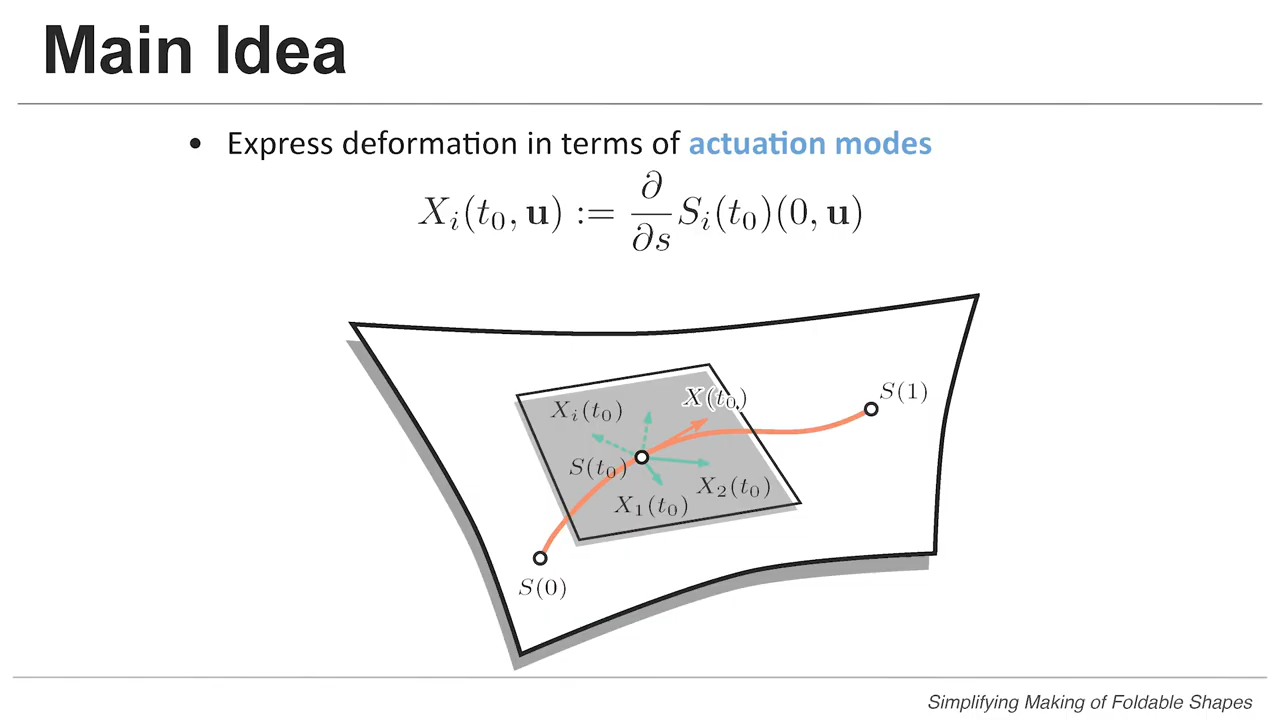 Main Idea
• Express deformation in terms of actuation modes
X_i(t_0, **u**) := ∂/∂s S_i(t_0)(0, **u**)
X_i(t_0)
X(t_0)
S(1)
S(t_0)
X_2(t_0)
X_1(t_0)
S(0)
Simplifying Making of Foldable Shapes